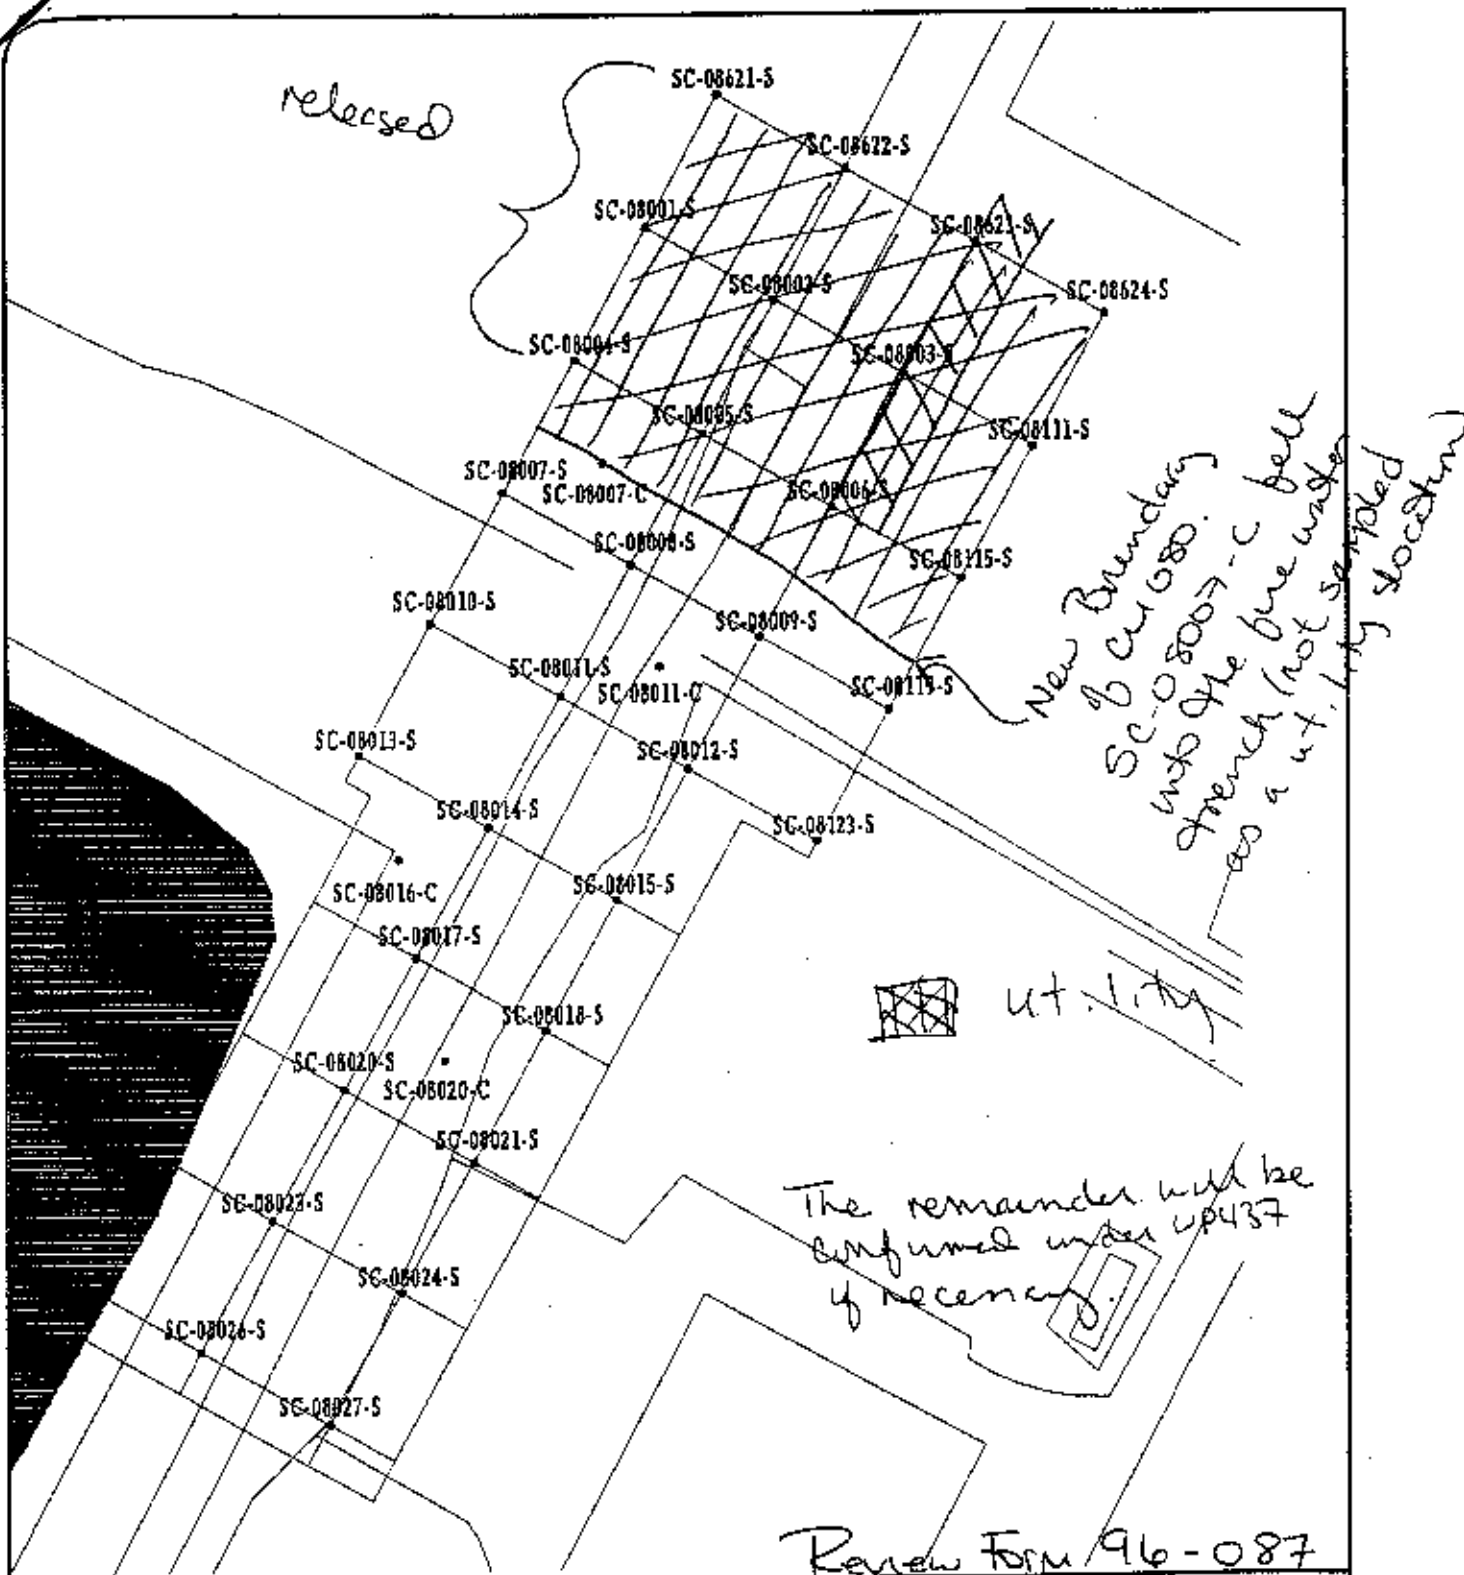 released
SC-08621-S
SC-08622-S
SC-08001-S
SC-08623-S
SC-08002-S
SC-08624-S
SC-08004-S
SC-08003-S
SC-08005-S
SC-08111-S
SC-08007-S
SC-08007-C
SC-08006-S
SC-08008-S
SC-08115-S
SC-08010-S
SC-08009-S
SC-08011-S
SC-08011-C
SC-08119-S
SC-08013-S
SC-08012-S
SC-08014-S
SC-08123-S
SC-08016-C
SC-08015-S
SC-08017-S
SC-08018-S
SC-08020-S
SC-08020-C
SC-08021-S
SC-08023-S
SC-08024-S
SC-08026-S
SC-08027-S
New Boundary
of CU080.
SC-08007-C fell
into the fire water
trench (not sampled
as a utility location)
utility
The remainder will be
confirmed under WP437
if necessary.
Review Form 96-087